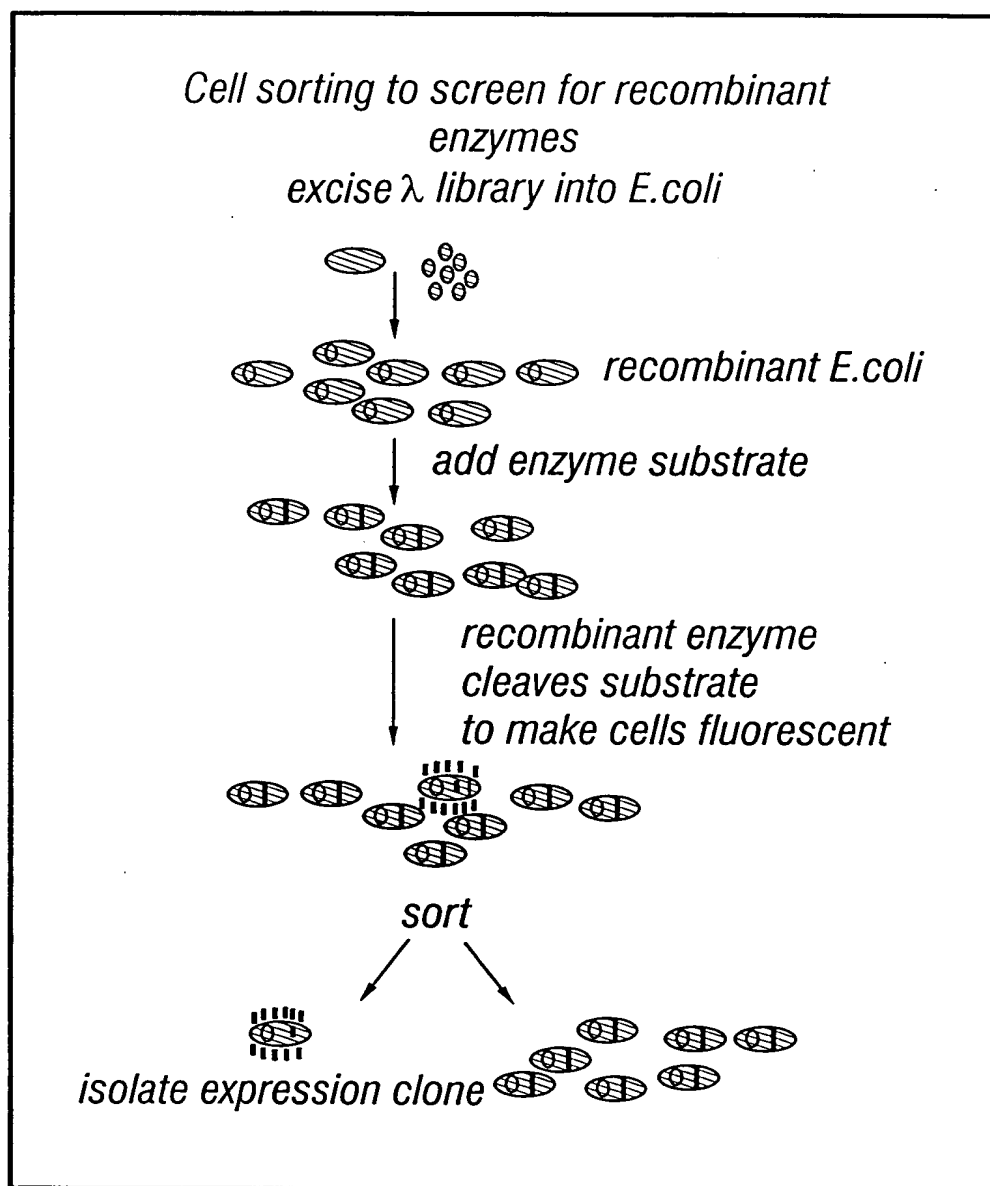 Cell sorting to screen for recombinant
enzymes
excise λ library into E.coli
recombinant E.coli
add enzyme substrate
recombinant enzyme
cleaves substrate
to make cells fluorescent
sort
isolate expression clone